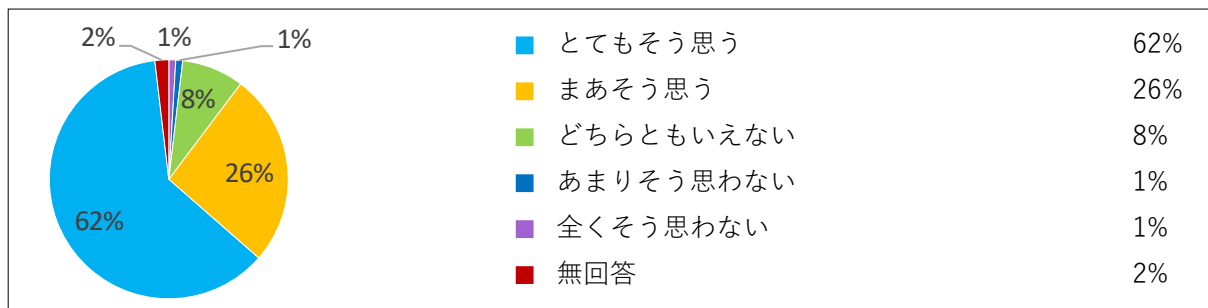 2% 1% 1%
8%
26%
62%
とてもそう思う 62%
まあそう思う 26%
どちらともいえない 8%
あまりそう思わない 1%
全くそう思わない 1%
無回答 2%